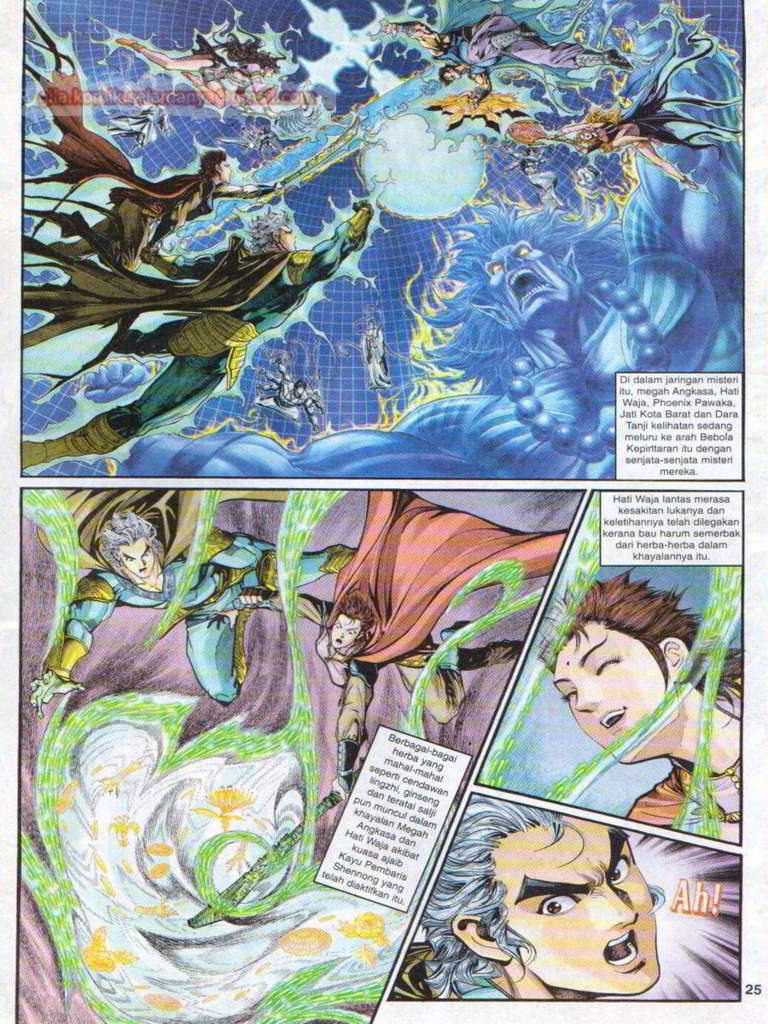 Di dalam jaringan misteri
itu, megah Angkasa, Hati
Waja, Phoenix Pawaka,
Jati Kota Barat dan Dara
Tanji kelihatan sedang
meluru ke arah Bebola
Kepirftaran itu dengan
senjata-senjata misteri
mereka.
Hati Waja lantas merasa
kesakitan lukanya dan
keletihannya telah dilegakan
kerana bau harum semerbak
dari herba-herba dalam
khayalannya itu.
Berbagai-bagai
herba yang
mahal-mahal
seperti cendawan
lingzhi, ginseng
dan teratai salji
pun muncul dalam
khayalan Megah
Angkasa dan
Hati Waja akibat
kuasa ajaib
Kayu Pembaris
Shennong yang
telah diaktifkan itu.
Ah!
25